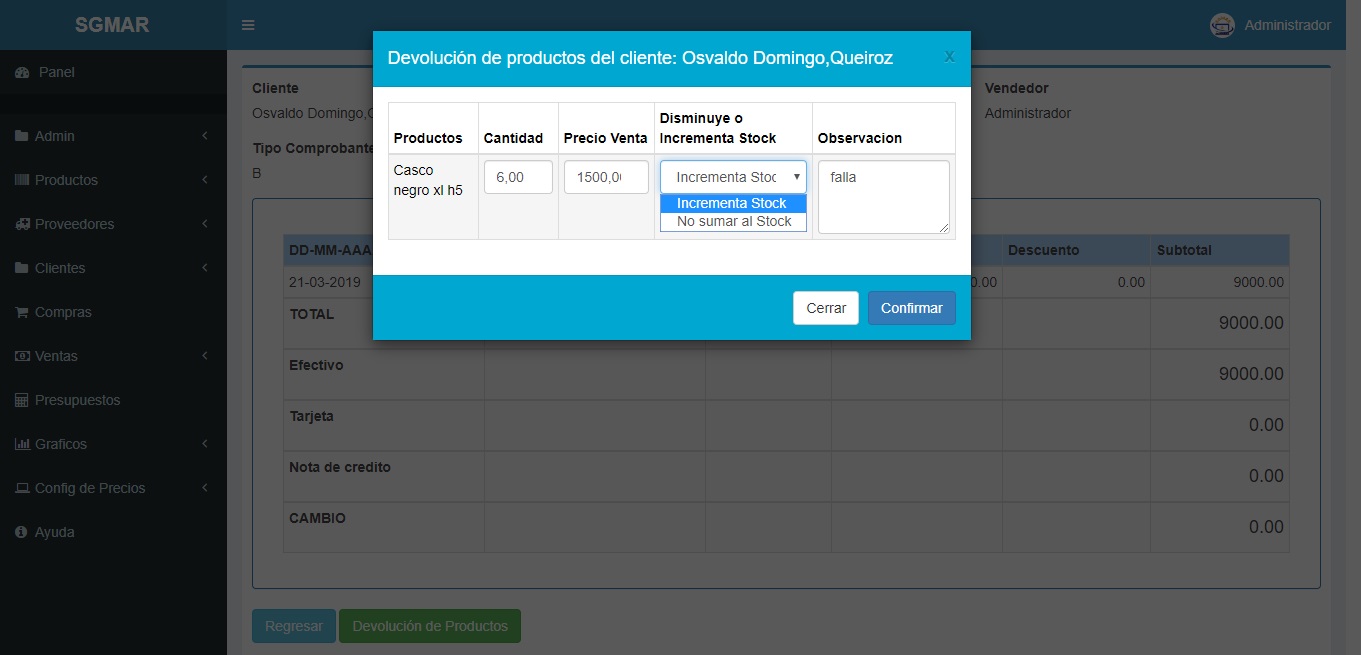 SGMAR
Administrador
Panel
Admin
Productos
Proveedores
Clientes
Compras
Ventas
Presupuestos
Graficos
Config de Precios
Ayuda
Devolución de productos del cliente: Osvaldo Domingo,Queiroz
X
Productos
Cantidad
Precio Venta
Disminuye o
Incrementa Stock
Observacion
Casco
negro xl h5
6,00
1500,0
Incrementa Stoc
falla
Incrementa Stock
No sumar al Stock
Cerrar
Confirmar
Cliente
Vendedor
Osvaldo Domingo,
Administrador
Tipo Comprobante
B
DD-MM-AAA
Descuento
Subtotal
21-03-2019
0.00
0.00
9000.00
TOTAL
9000.00
Efectivo
9000.00
Tarjeta
0.00
Nota de credito
0.00
CAMBIO
0.00
Regresar
Devolución de Productos